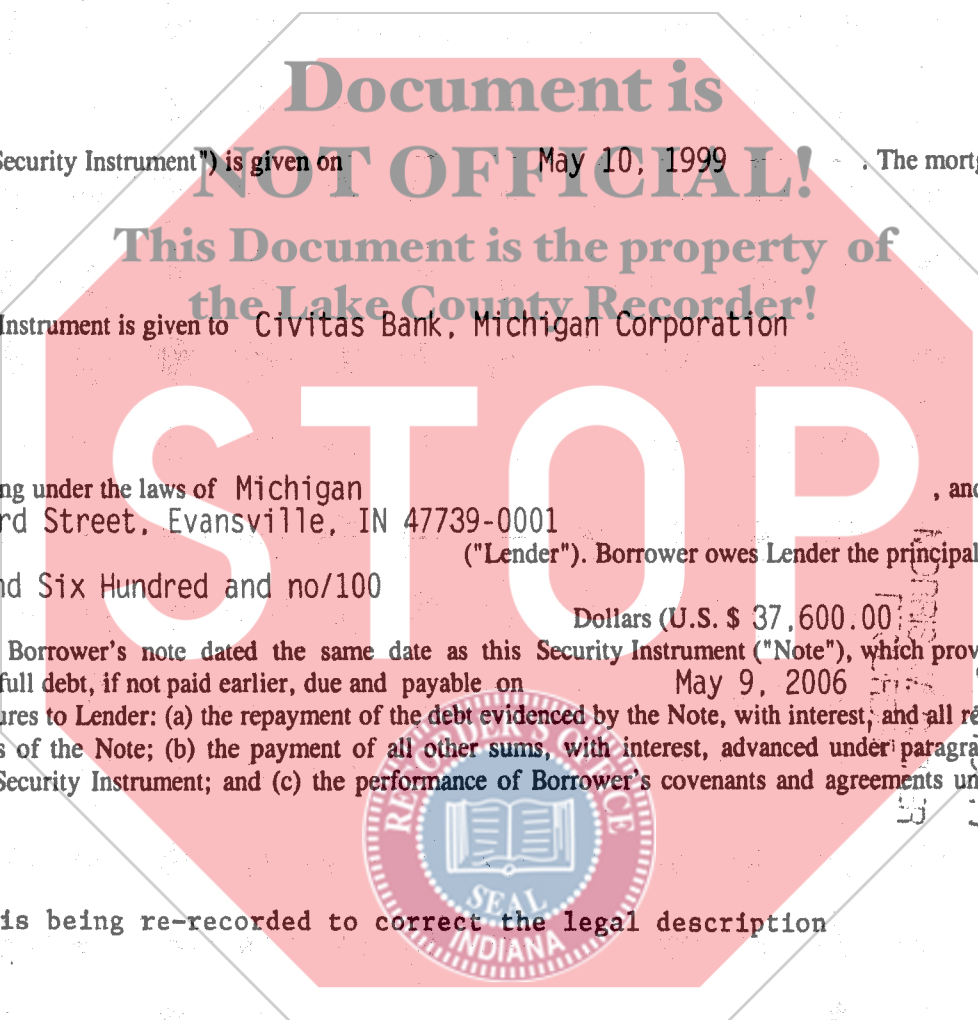 Document is
Security Instrument") is given on May 10, 1999 . The mortg
NOT OFFICIAL!
This Document is the property of
the Lake County Recorder!
Instrument is given to Civitas Bank, Michigan Corporation
STOP
ng under the laws of Michigan , and
rd Street, Evansville, IN 47739-0001
("Lender"). Borrower owes Lender the principal
nd Six Hundred and no/100
Dollars (U.S. $ 37,600.00
Borrower's note dated the same date as this Security Instrument ("Note"), which prov
full debt, if not paid earlier, due and payable on May 9, 2006
ures to Lender: (a) the repayment of the debt evidenced by the Note, with interest, and all re
s of the Note; (b) the payment of all other sums, with interest, advanced under paragra
Security Instrument; and (c) the performance of Borrower's covenants and agreements un
RECORDER'S OFFICE
SEAL
INDIANA
is being re-recorded to correct the legal description